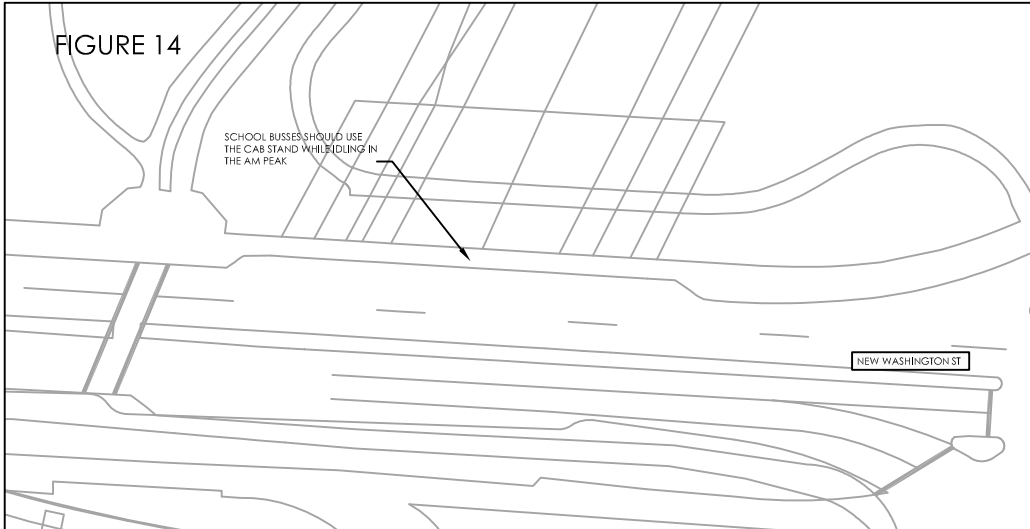 FIGURE 14
SCHOOL BUSSES SHOULD USE
THE CAB STAND WHILE IDLING IN
THE AM PEAK
NEW WASHINGTON ST